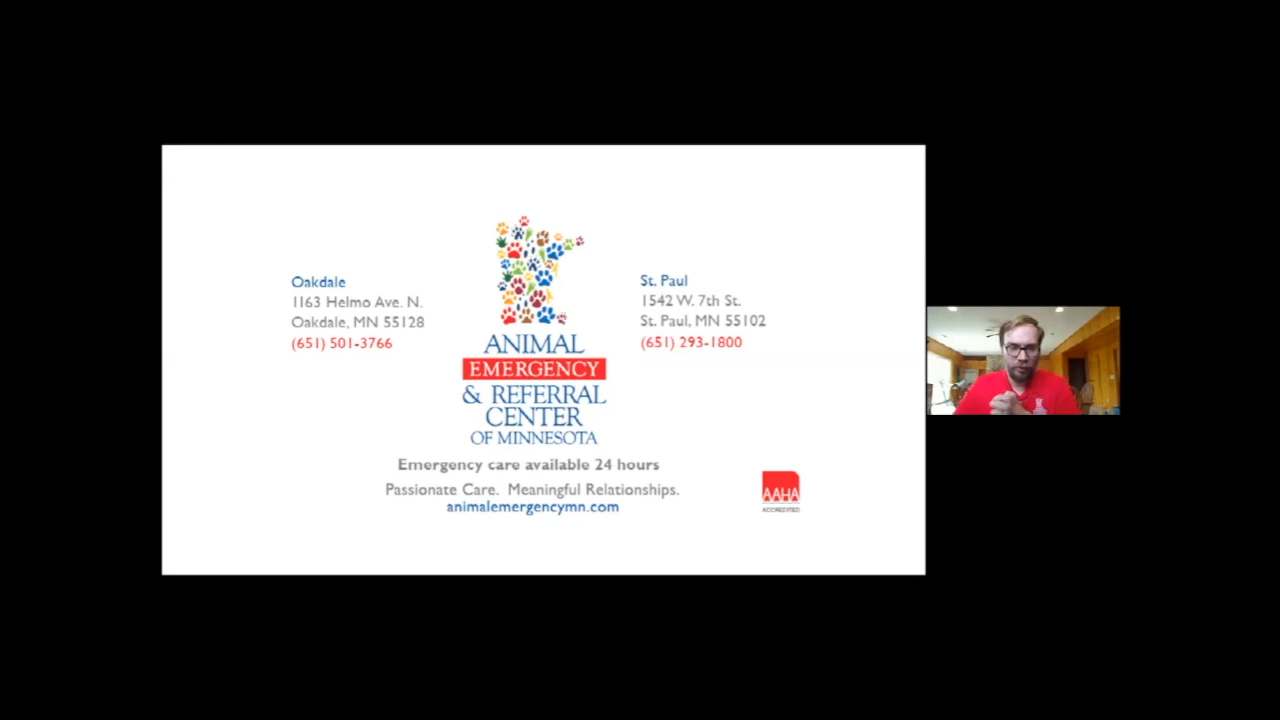 Oakdale
1163 Helmo Ave. N.
Oakdale, MN 55128
(651) 501-3766
St. Paul
1542 W. 7th St.
St. Paul, MN 55102
(651) 293-1800
ANIMAL
EMERGENCY
& REFERRAL
CENTER
OF MINNESOTA
Emergency care available 24 hours
Passionate Care. Meaningful Relationships.
animalemergencymn.com
AAHA
ACCREDITED